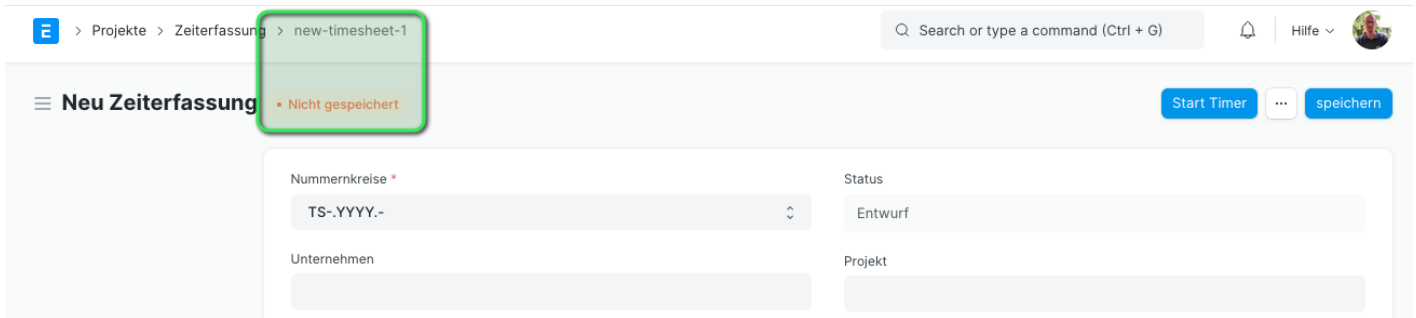 E > Projekte > Zeiterfassung > new-timesheet-1 Search or type a command (Ctrl + G) Hilfe
Neu Zeiterfassung • Nicht gespeichert Start Timer ... speichern
Nummernkreise * Status
TS-.YYYY.- Entwurf
Unternehmen Projekt